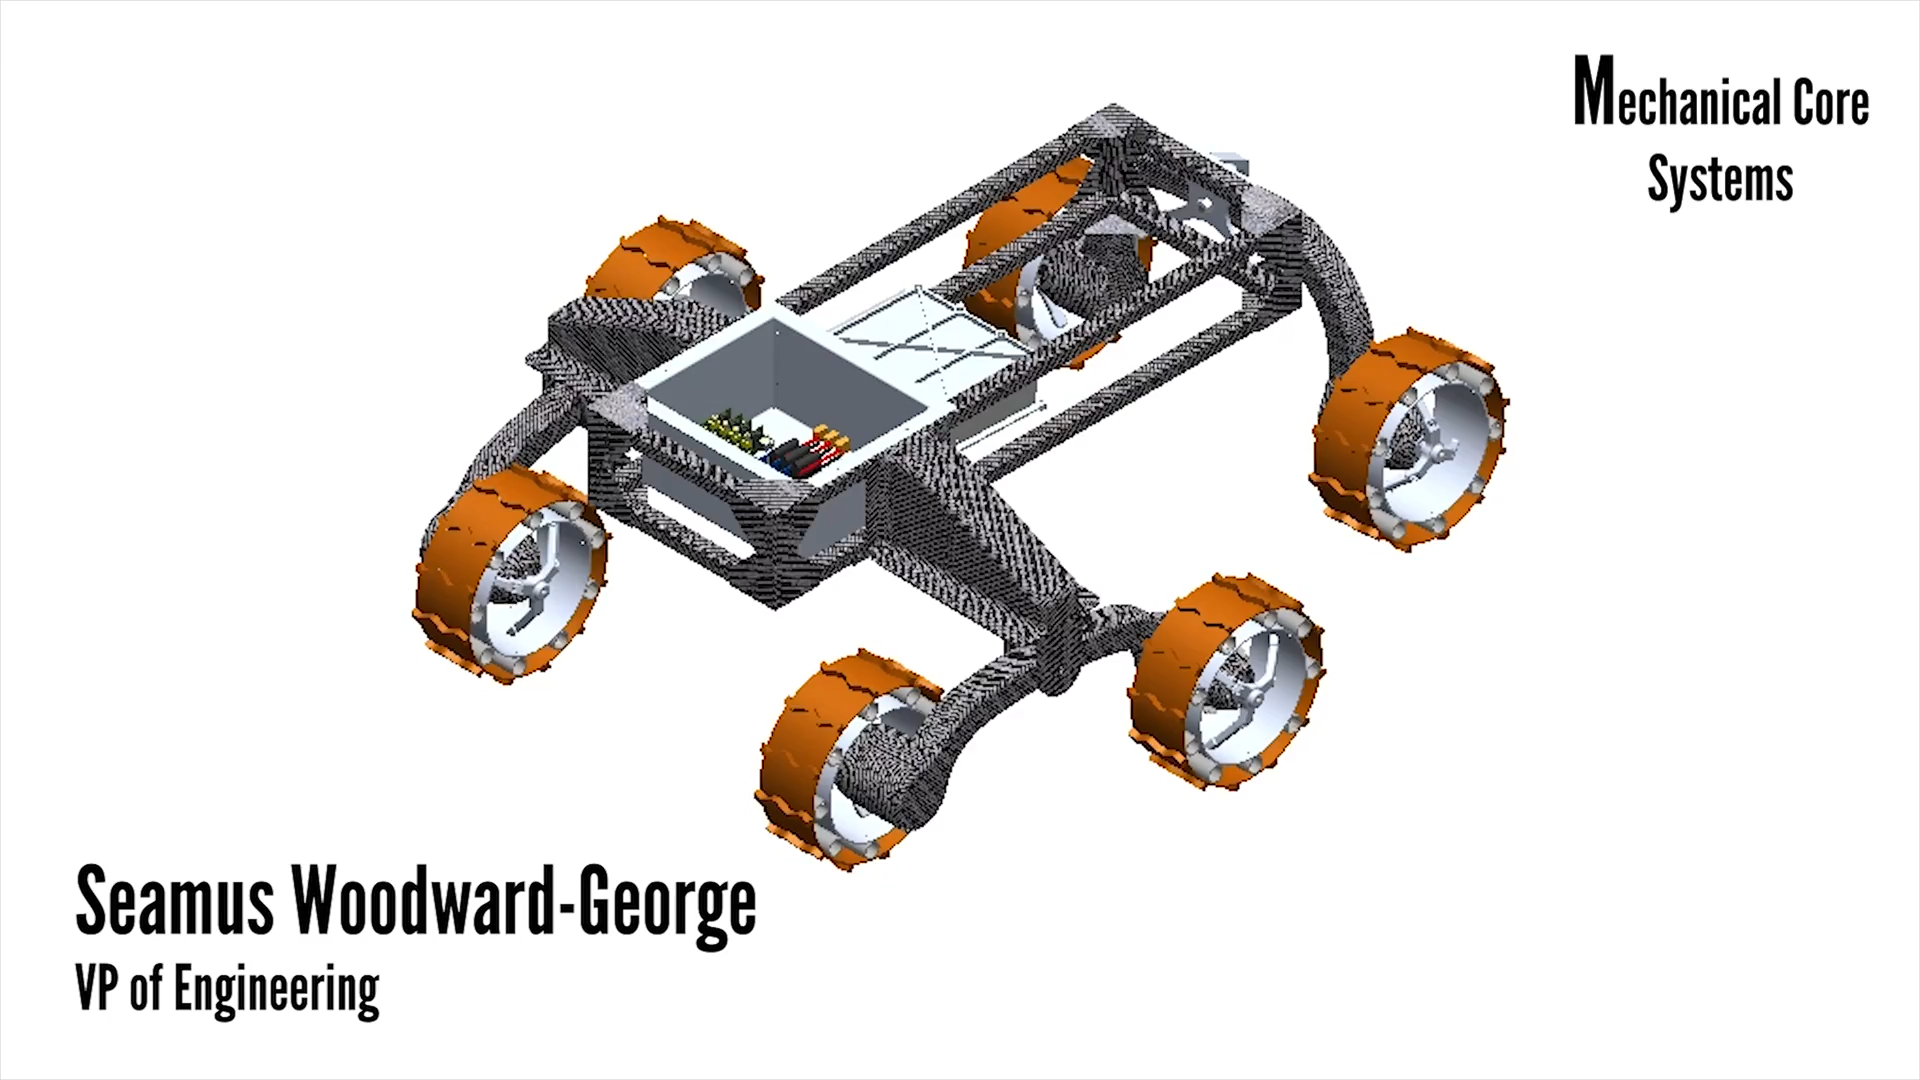 Mechanical Core
Systems
Seamus Woodward-George
VP of Engineering